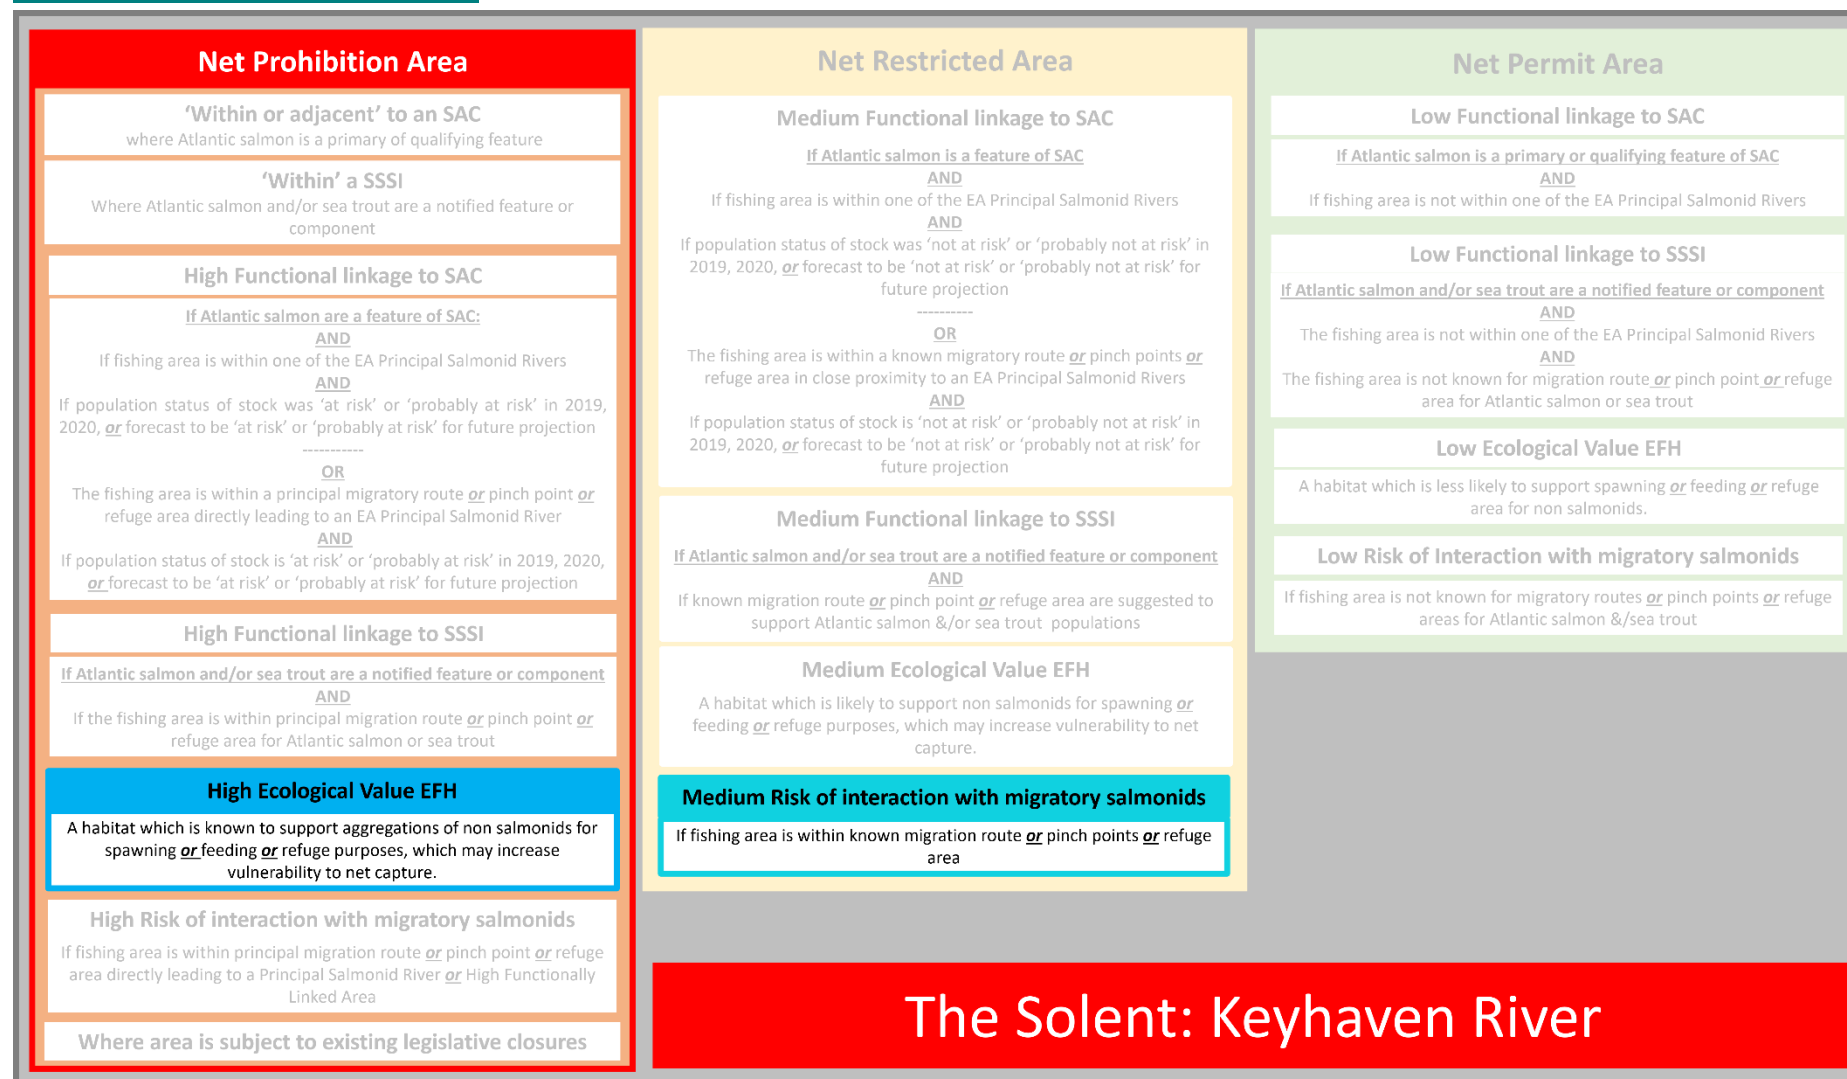 Net Prohibition Area
‘Within or adjacent’ to an SAC
where Atlantic salmon is a primary of qualifying feature
‘Within’ a SSSI
Where Atlantic salmon and/or sea trout are a notified feature or
component
High Functional linkage to SAC
If Atlantic salmon are a feature of SAC:
AND
If fishing area is within one of the EA Principal Salmonid Rivers
AND
If population status of stock was ‘at risk’ or ‘probably at risk’ in 2019,
2020, or forecast to be ‘at risk’ or ‘probably at risk’ for future projection
-----------
OR
The fishing area is within a principal migratory route or pinch point or
refuge area directly leading to an EA Principal Salmonid River
AND
If population status of stock is ‘at risk’ or ‘probably at risk’ in 2019, 2020,
or forecast to be ‘at risk’ or ‘probably at risk’ for future projection
High Functional linkage to SSSI
If Atlantic salmon and/or sea trout are a notified feature or component
AND
If the fishing area is within principal migration route or pinch point or
refuge area for Atlantic salmon or sea trout
High Ecological Value EFH
A habitat which is known to support aggregations of non salmonids for
spawning or feeding or refuge purposes, which may increase
vulnerability to net capture.
High Risk of interaction with migratory salmonids
If fishing area is within principal migration route or pinch point or refuge
area directly leading to a Principal Salmonid River or High Functionally
Linked Area
Where area is subject to existing legislative closures
Net Restricted Area
Medium Functional linkage to SAC
If Atlantic salmon is a feature of SAC
AND
If fishing area is within one of the EA Principal Salmonid Rivers
AND
If population status of stock was ‘not at risk’ or ‘probably not at risk’ in
2019, 2020, or forecast to be ‘not at risk’ or ‘probably not at risk’ for
future projection
----------
OR
The fishing area is within a known migratory route or pinch points or
refuge area in close proximity to an EA Principal Salmonid Rivers
AND
If population status of stock is ‘not at risk’ or ‘probably not at risk’ in
2019, 2020, or forecast to be ‘not at risk’ or ‘probably not at risk’ for
future projection
Medium Functional linkage to SSSI
If Atlantic salmon and/or sea trout are a notified feature or component
AND
If known migration route or pinch point or refuge area are suggested to
support Atlantic salmon &/or sea trout populations
Medium Ecological Value EFH
A habitat which is likely to support non salmonids for spawning or
feeding or refuge purposes, which may increase vulnerability to net
capture.
Medium Risk of interaction with migratory salmonids
If fishing area is within known migration route or pinch points or refuge
area
Net Permit Area
Low Functional linkage to SAC
If Atlantic salmon is a primary or qualifying feature of SAC
AND
If fishing area is not within one of the EA Principal Salmonid Rivers
Low Functional linkage to SSSI
If Atlantic salmon and/or sea trout are a notified feature or component
AND
The fishing area is not within one of the EA Principal Salmonid Rivers
AND
The fishing area is not known for migration route or pinch point or refuge
area for Atlantic salmon or sea trout
Low Ecological Value EFH
A habitat which is less likely to support spawning or feeding or refuge
area for non salmonids.
Low Risk of Interaction with migratory salmonids
If fishing area is not known for migratory routes or pinch points or refuge
areas for Atlantic salmon &/sea trout
The Solent: Keyhaven River